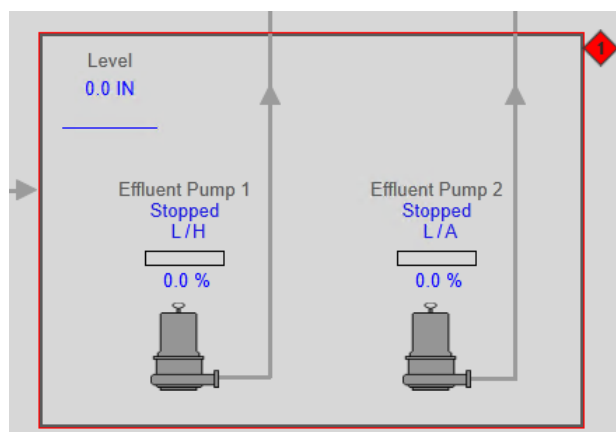 1
Level
0.0 IN
Effluent Pump 1
Stopped
L/H
0.0 %
Effluent Pump 2
Stopped
L/A
0.0 %